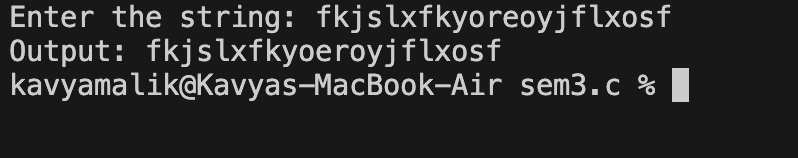 Enter the string: fkjslxfkyoreoyjflxosf
Output: fkjslxfkyoeroyjflxosf
kavyamalik@Kavyas-MacBook-Air sem3.c %